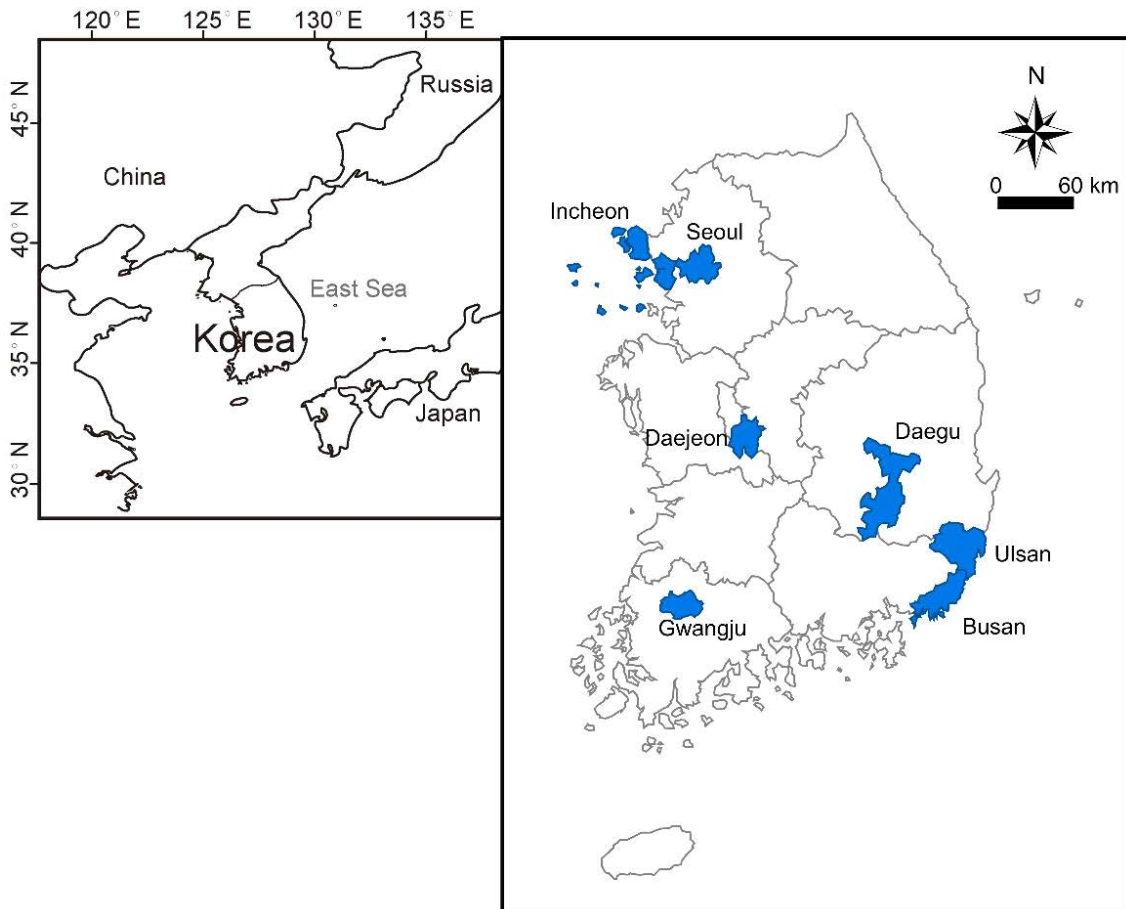 120° E 125° E 130° E 135° E
45° N
40° N
35° N
30° N
Russia
China
East Sea
Korea
Japan
N
0 60 km
Incheon
Seoul
Daejeon
Daegu
Ulsan
Gwangju
Busan